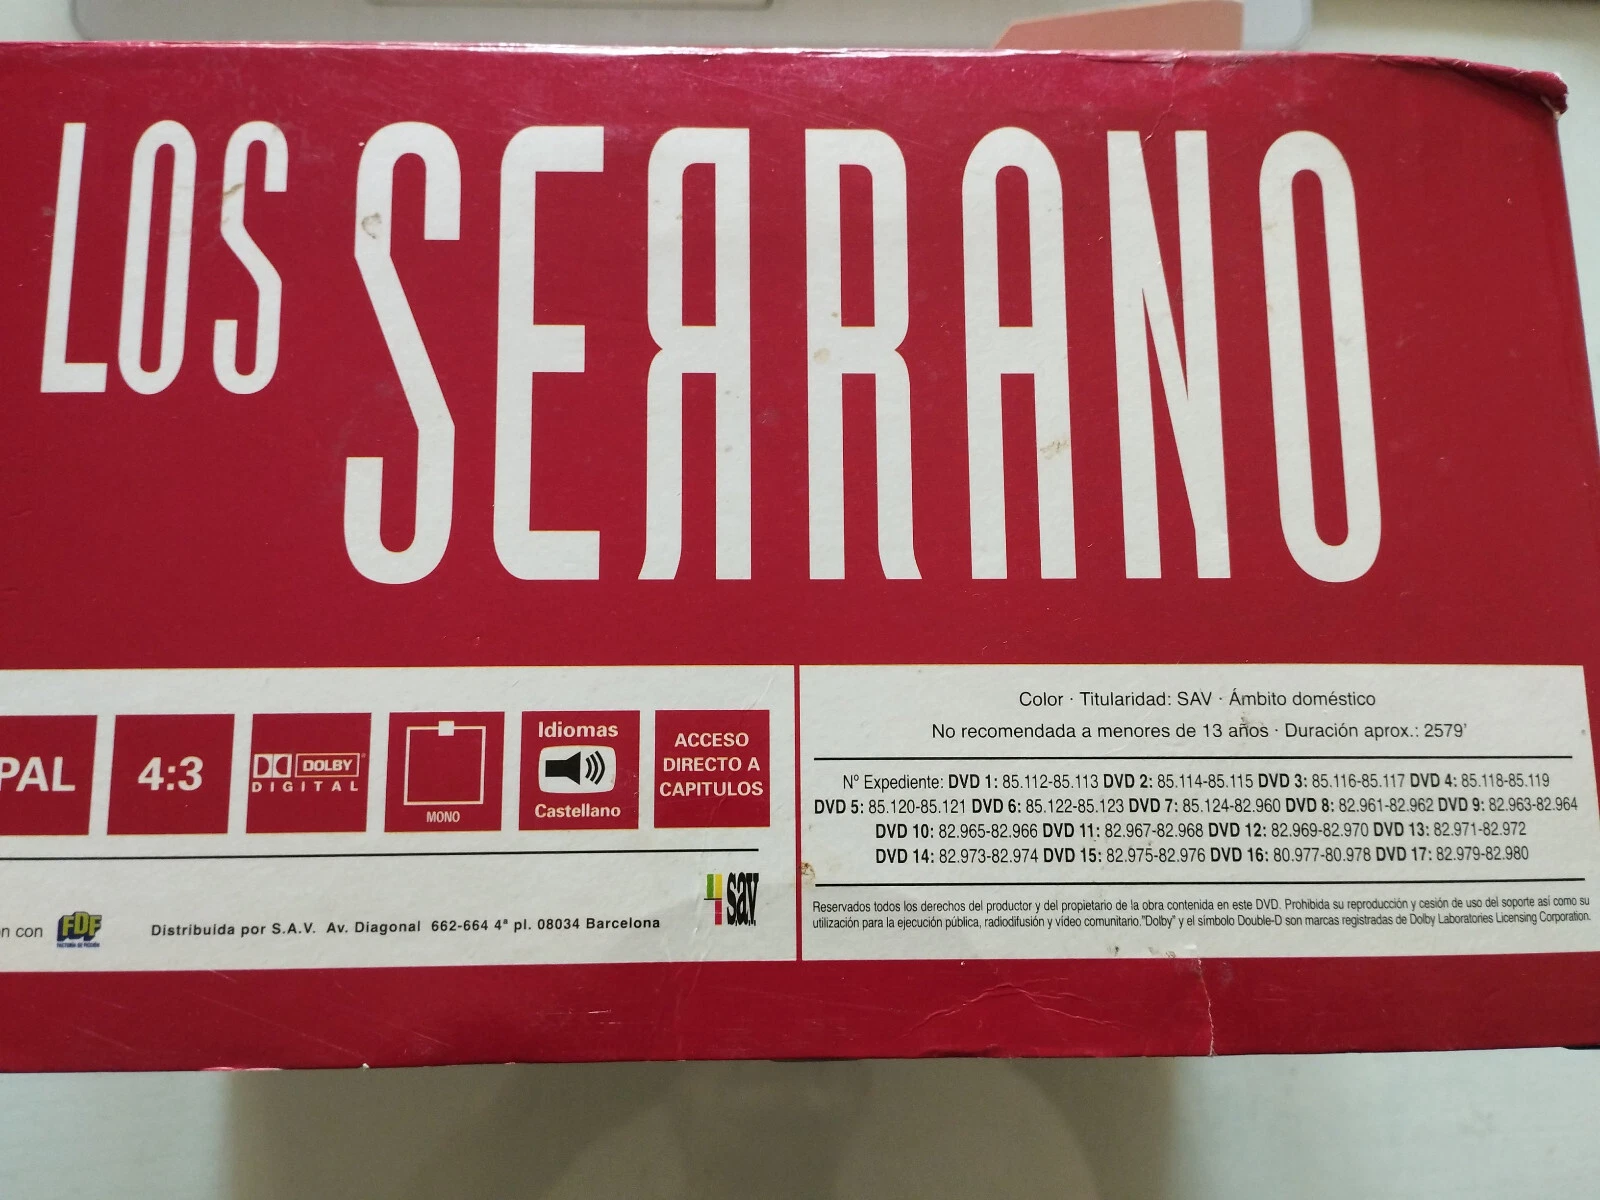 LOS SERRANO
PAL
4:3
DOLBY
DIGITAL
MONO
Idiomas
Castellano
ACCESO
DIRECTO A
CAPITULOS
n con
FDF
Distribuída por S.A.V. Av. Diagonal 662-664 4ª pl. 08034 Barcelona
sav
Color · Titularidad: SAV · Ámbito doméstico
No recomendada a menores de 13 años · Duración aprox.: 2579'
Nº Expediente: DVD 1: 85.112-85.113 DVD 2: 85.114-85.115 DVD 3: 85.116-85.117 DVD 4: 85.118-85.119
DVD 5: 85.120-85.121 DVD 6: 85.122-85.123 DVD 7: 85.124-82.960 DVD 8: 82.961-82.962 DVD 9: 82.963-82.964
DVD 10: 82.965-82.966 DVD 11: 82.967-82.968 DVD 12: 82.969-82.970 DVD 13: 82.971-82.972
DVD 14: 82.973-82.974 DVD 15: 82.975-82.976 DVD 16: 80.977-80.978 DVD 17: 82.979-82.980
Reservados todos los derechos del productor y del propietario de la obra contenida en este DVD. Prohibida su reproducción y cesión de uso del soporte así como su
utilización para la ejecución pública, radiodifusión y vídeo comunitario."Dolby" y el símbolo Double-D son marcas registradas de Dolby Laboratories Licensing Corporation.